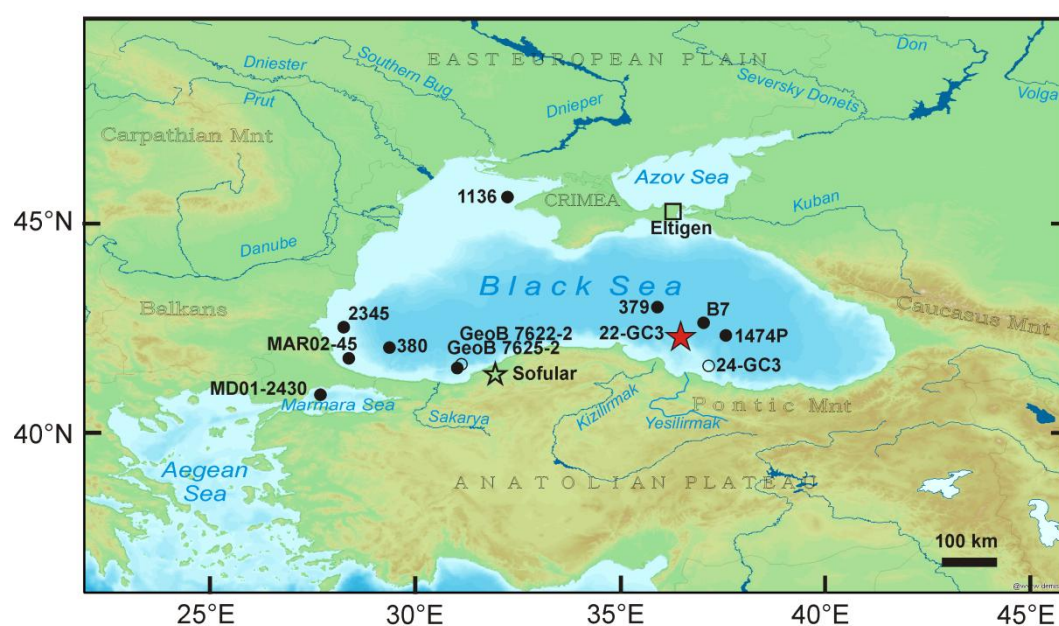 Don
Dniester
EAST EUROPEAN PLAIN
Southern Bug
Seversky Donets
Volga
Prut
Dnieper
Carpathian Mnt
Azov Sea
1136
CRIMEA
Kuban
45°N
Eltigen
Danube
Black Sea
Balkans
379
B7
Caucasus Mnt
2345
22-GC3
1474P
GeoB 7622-2
MAR02-45
380
GeoB 7625-2
24-GC3
Sofular
MD01-2430
Marmara Sea
Pontic Mnt
Sakarya
Kizilirmak
Yesilirmak
40°N
Aegean
Sea
ANATOLIAN PLATEAU
100 km
25°E
30°E
35°E
40°E
45°E